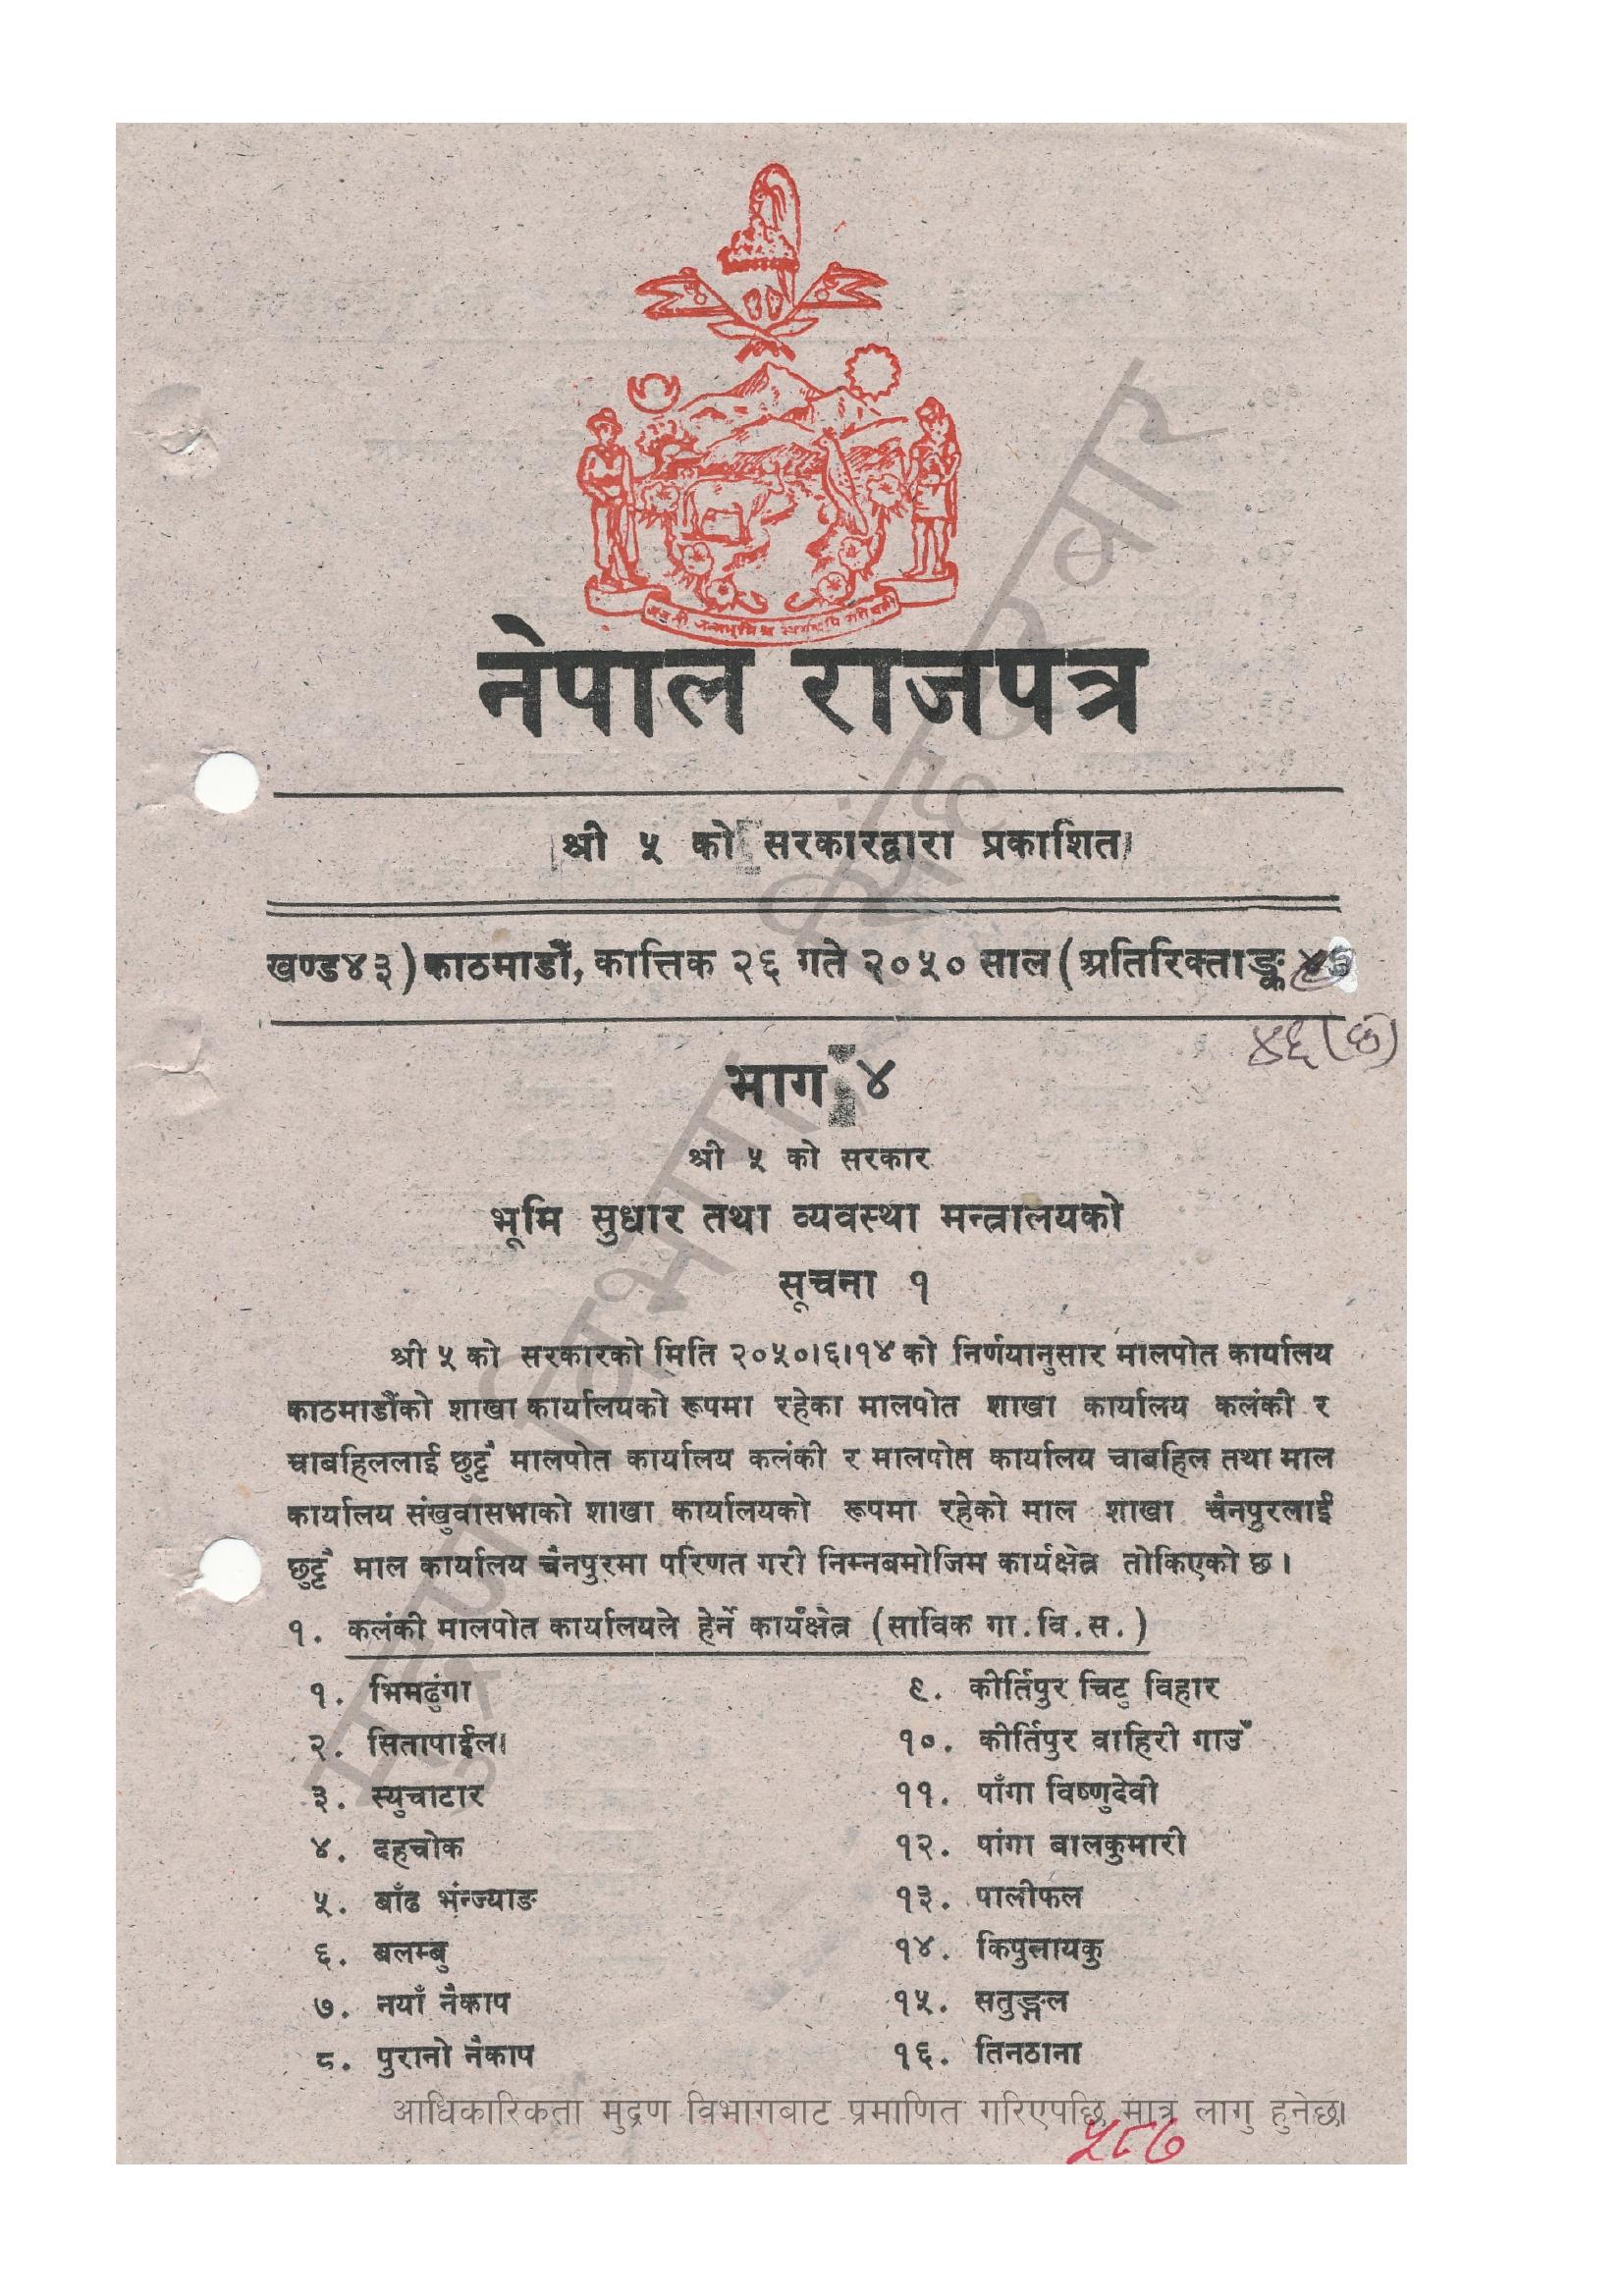 नेपाल राजपत्र
श्री ५ को सरकारद्वारा प्रकाशित
खण्ड४३) काठमाडौं, कात्तिक २६ गते २०५० साल (अतिरिक्ताङ्क
४६(छ)
भाग ४
श्री ५ को सरकार
भूमि सुधार तथा व्यवस्था मन्त्रालयको
सूचना १
श्री ५ को सरकारको मिति २०५०।६।१४ को निर्णयानुसार मालपोत कार्यालय
काठमाडौंको शाखा कार्यालयको रूपमा रहेका मालपोत शाखा कार्यालय कलंकी र
चाबहिललाई छुट्टै मालपोत कार्यालय कलंकी र मालपोत कार्यालय चाबहिल तथा माल
कार्यालय संखुवासभाको शाखा कार्यालयको रूपमा रहेको माल शाखा चैनपुरलाई
छुट्टै माल कार्यालय चैनपुरमा परिणत गरी निम्नबमोजिम कार्यक्षेत्र तोकिएको छ ।
१. कलंकी मालपोत कार्यालयले हेर्ने कार्यक्षेत्र (साविक गा.वि.स.)
१. भिमढुंगा
२. सितापाईला
३. स्युचाटार
४. दहचोक
५. बाँढ भंन्ज्याङ
६. बलम्बु
७. नयाँ नैकाप
८. पुरानो नैकाप
९. कीर्तिपुर चिटु विहार
१०. कीर्तिपुर वाहिरी गाउँ
११. पाँगा विष्णुदेवी
१२. पांगा बालकुमारी
१३. पालीफल
१४. किपुलायकु
१५. सतुङ्गल
१६. तिनठाना
आधिकारिकता मुद्रण विभागबाट प्रमाणित गरिएपछि मात्र लागु हुनेछ।
५८७
मुद्रण विभाग, सिंहदरवार